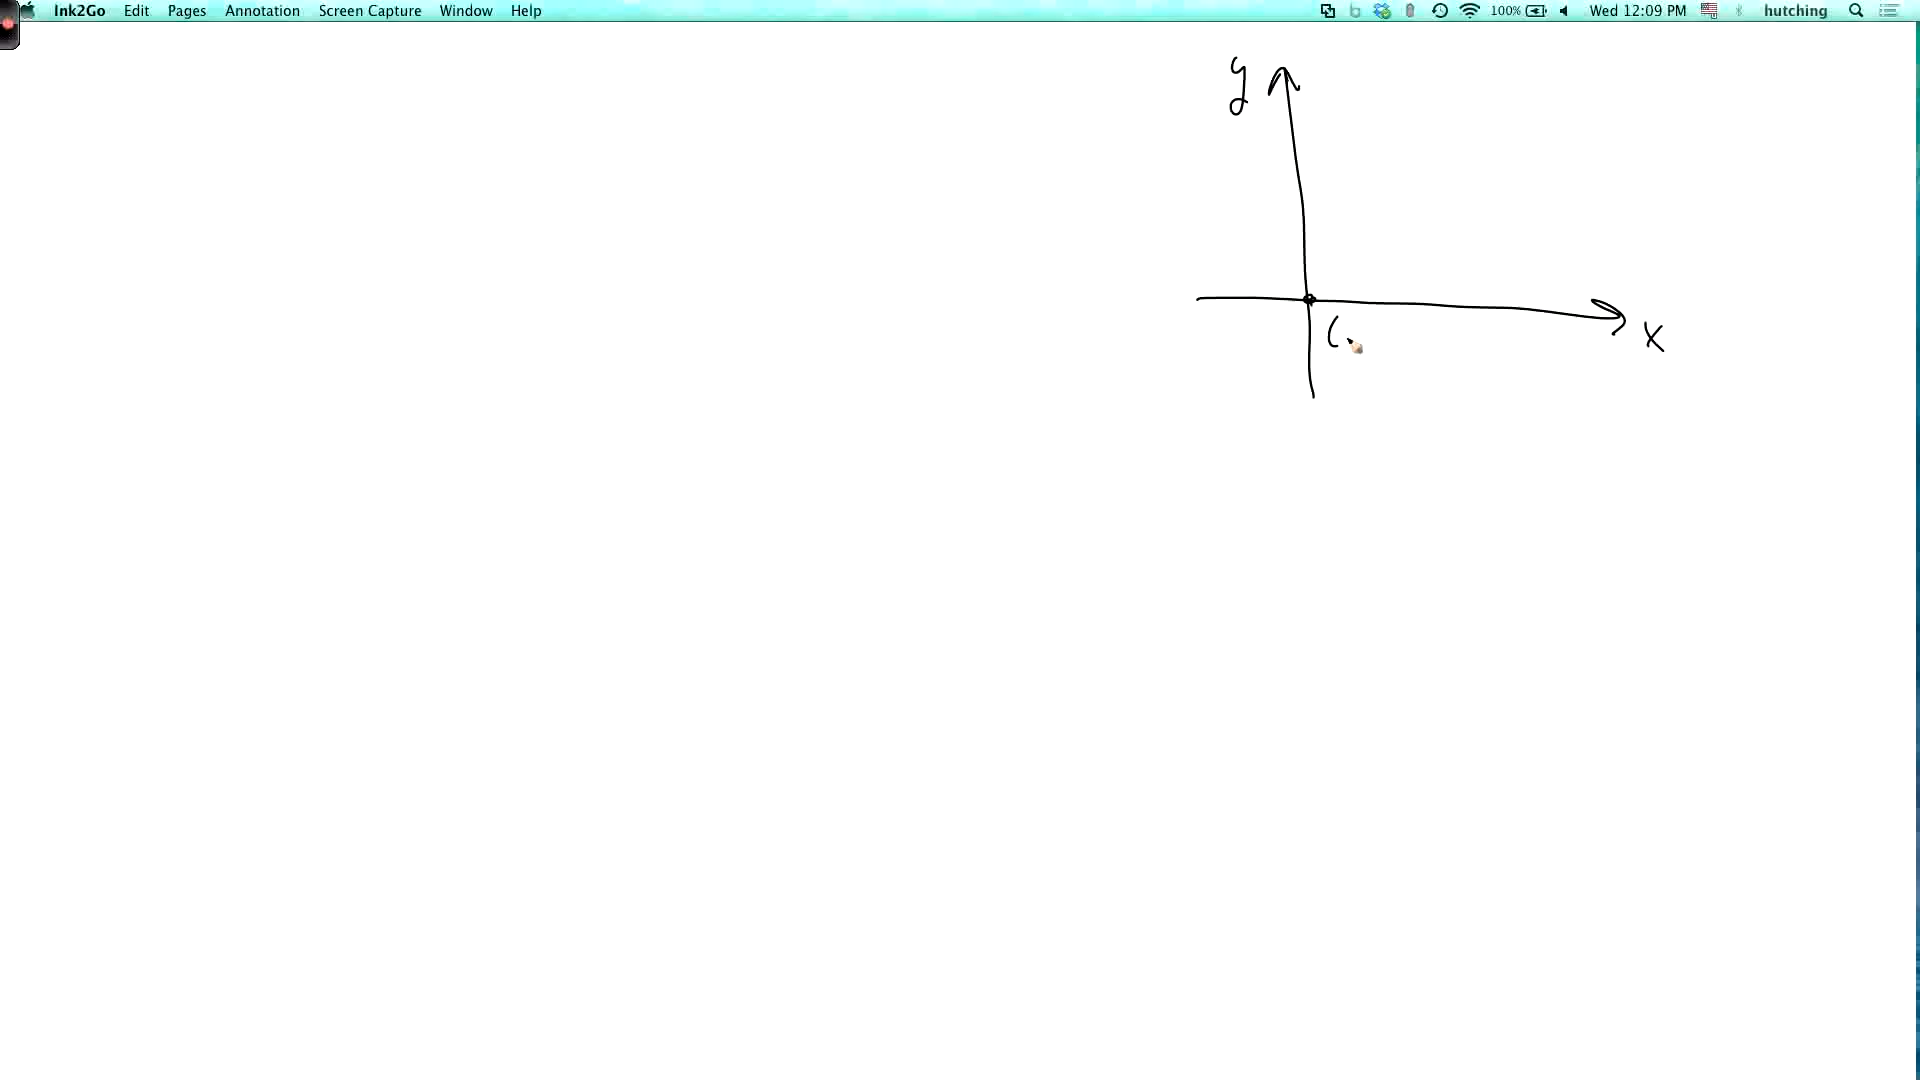 Ink2Go Edit Pages Annotation Screen Capture Window Help 100% Wed 12:09 PM hutching
y
(
x